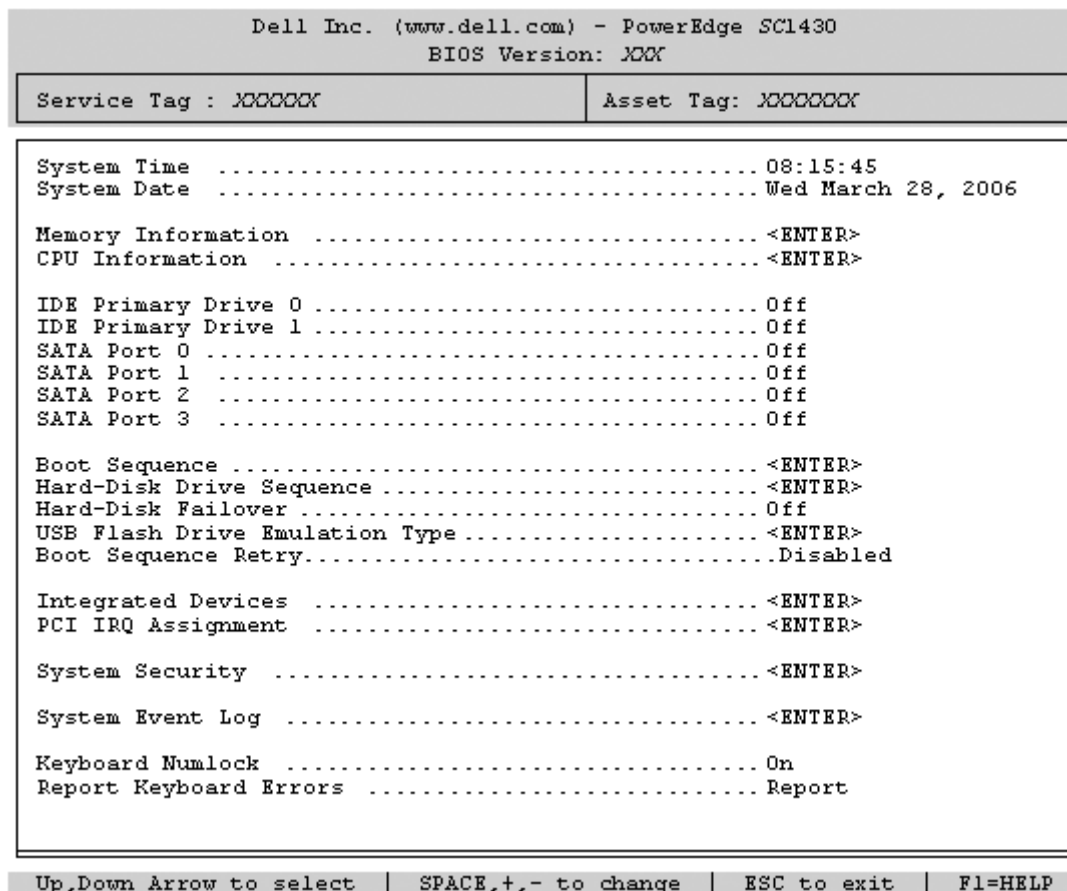 Dell Inc. (www.dell.com) - PowerEdge SC1430
BIOS Version: XXX
Service Tag : XXXXXX
Asset Tag: XXXXXXX
System Time ........................................ 08:15:45
System Date ........................................ Wed March 28, 2006
Memory Information ................................. <ENTER>
CPU Information .................................... <ENTER>
IDE Primary Drive 0 ................................. Off
IDE Primary Drive 1 ................................. Off
SATA Port 0 ......................................... Off
SATA Port 1 ........................................ Off
SATA Port 2 ........................................ Off
SATA Port 3 ........................................ Off
Boot Sequence ....................................... <ENTER>
Hard-Disk Drive Sequence ............................ <ENTER>
Hard-Disk Failover .................................. Off
USB Flash Drive Emulation Type ...................... <ENTER>
Boot Sequence Retry...................................Disabled
Integrated Devices ................................. <ENTER>
PCI IRQ Assignment ................................. <ENTER>
System Security .................................... <ENTER>
System Event Log ................................... <ENTER>
Keyboard Numlock ................................... On
Report Keyboard Errors ............................. Report
Up,Down Arrow to select | SPACE,+,- to change | ESC to exit | F1=HELP